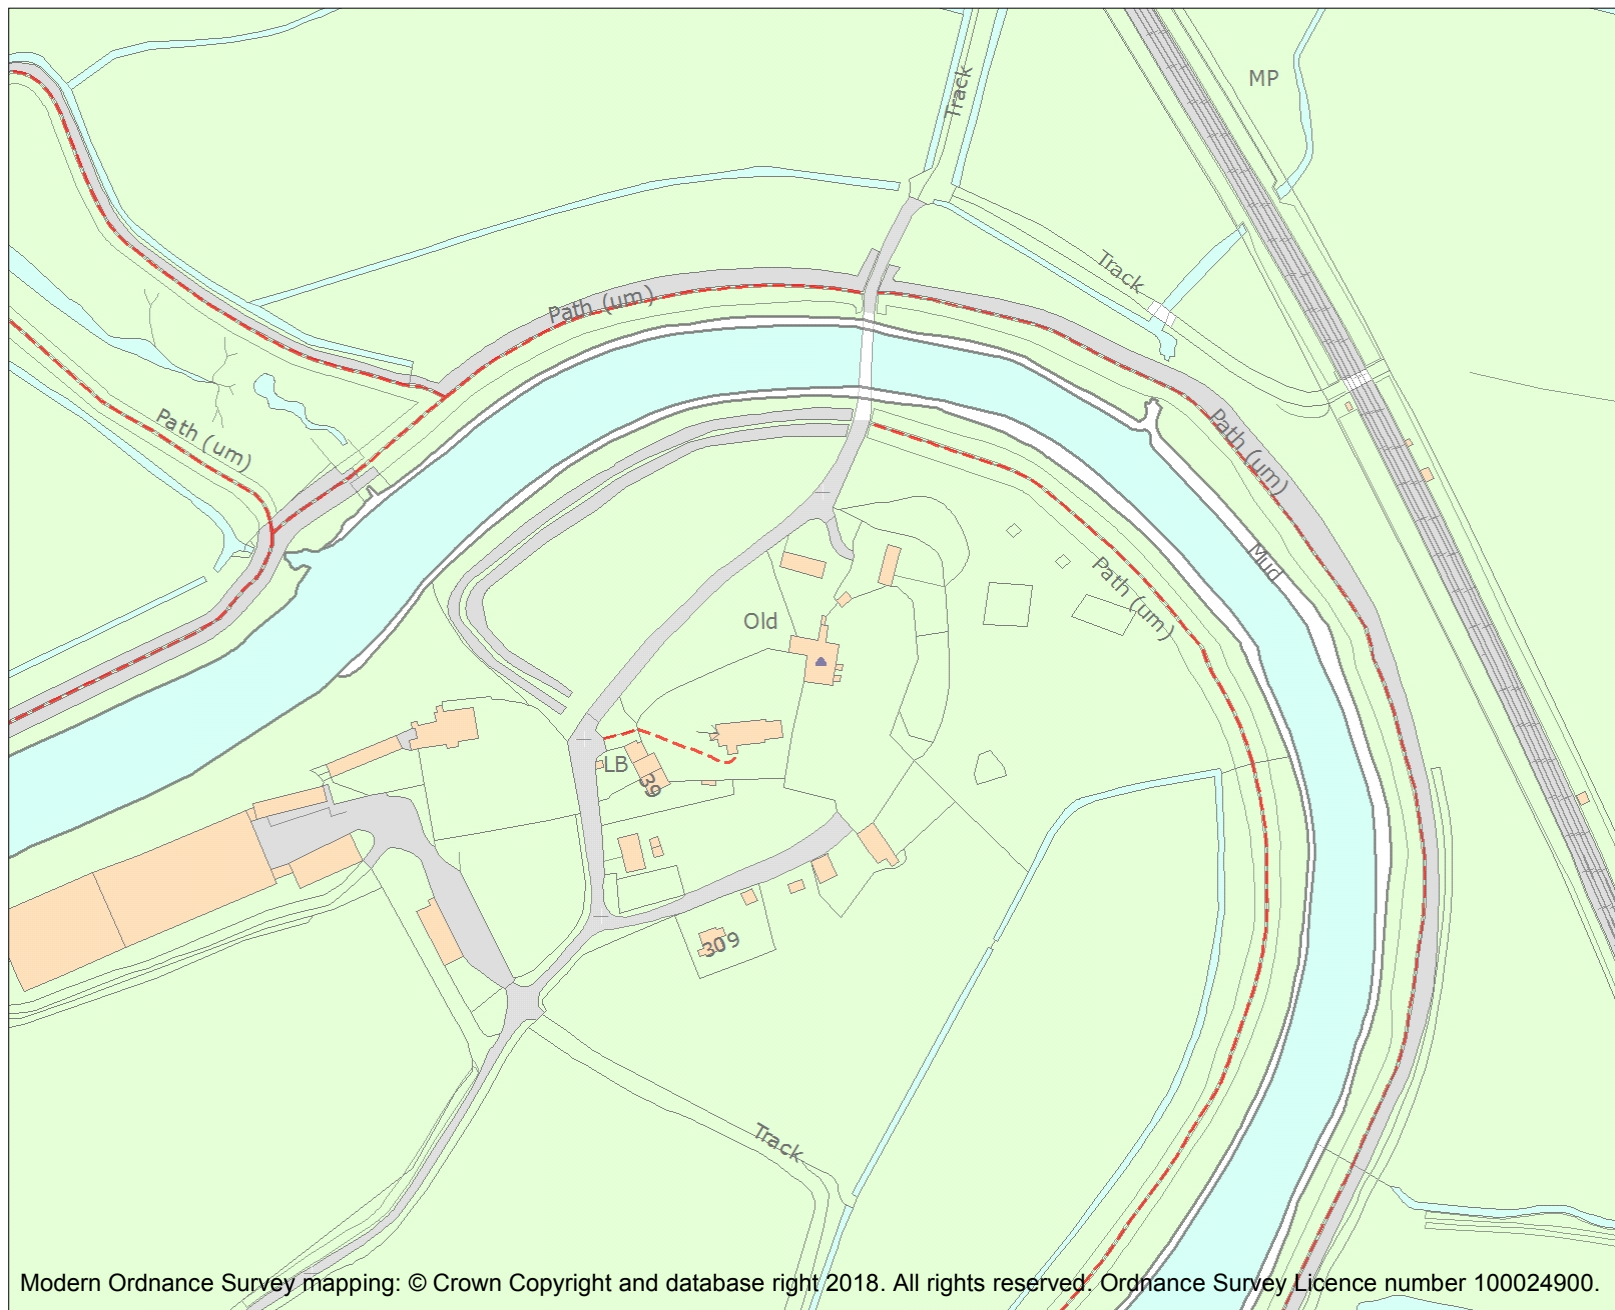 MP
Track
Track
Path (um)
Path (um)
Path (um)
Mud
Path (um)
Old
LB
39
309
Track
Modern Ordnance Survey mapping: © Crown Copyright and database right 2018. All rights reserved. Ordnance Survey Licence number 100024900.